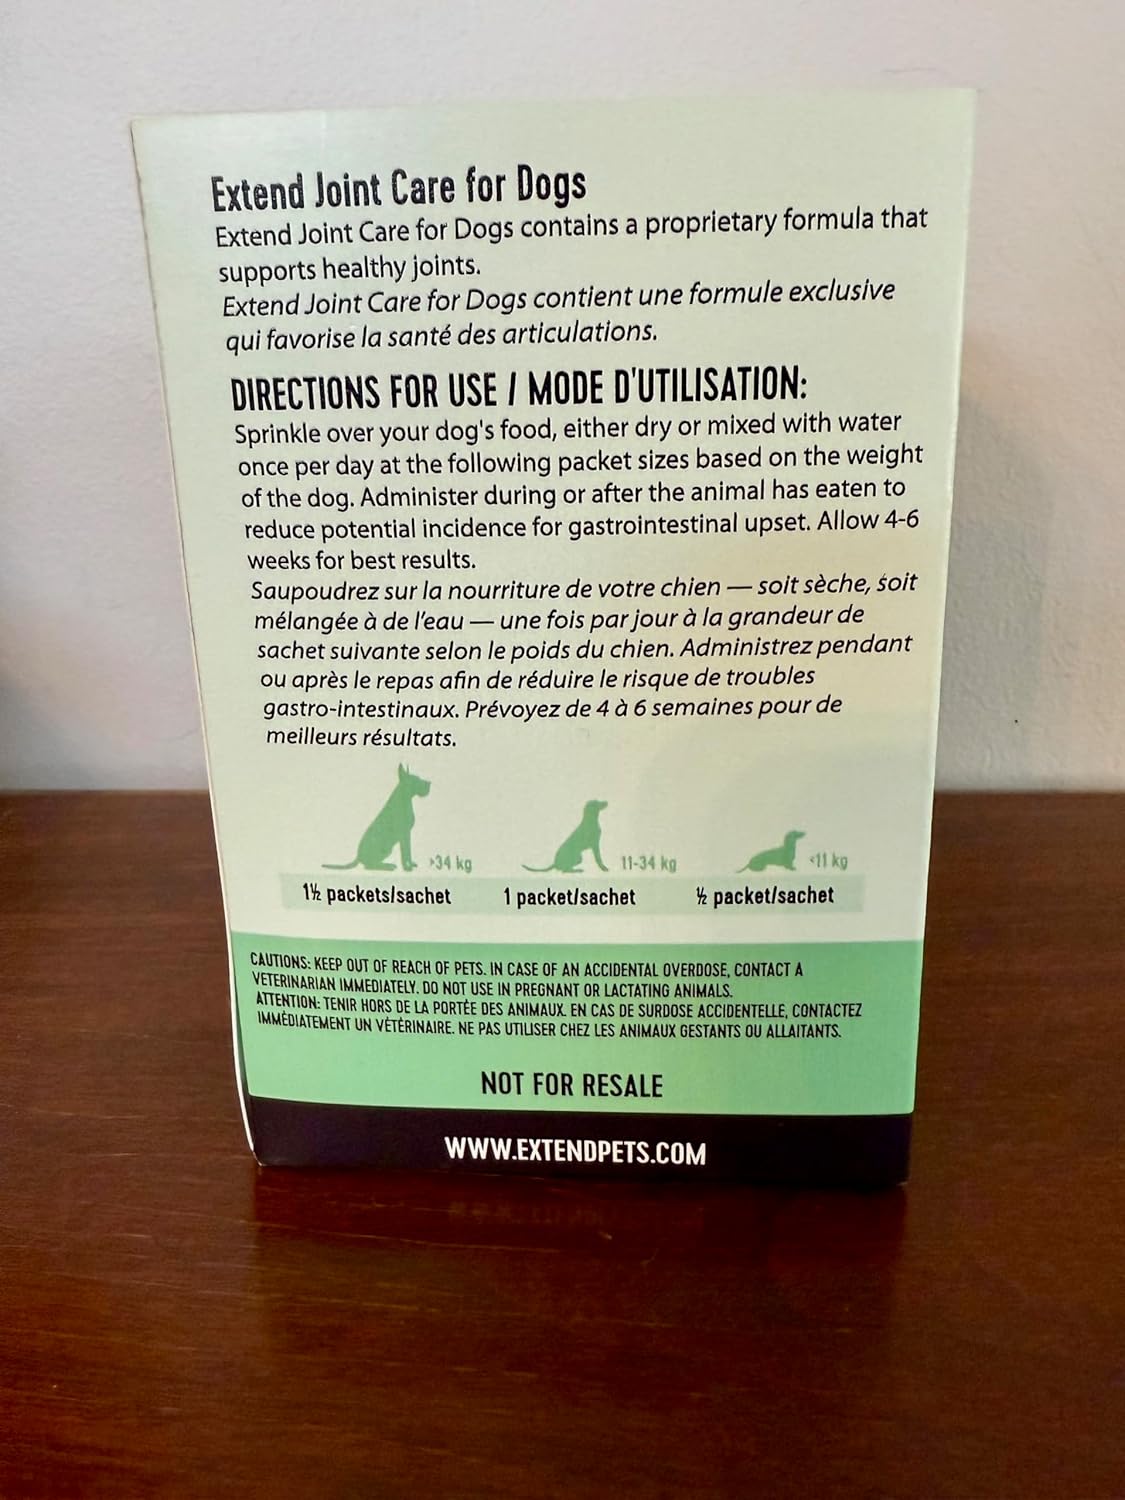 Extend Joint Care for Dogs
Extend Joint Care for Dogs contains a proprietary formula that
supports healthy joints.
Extend Joint Care for Dogs contient une formule exclusive
qui favorise la santé des articulations.
DIRECTIONS FOR USE / MODE D'UTILISATION:
Sprinkle over your dog's food, either dry or mixed with water
once per day at the following packet sizes based on the weight
of the dog. Administer during or after the animal has eaten to
reduce potential incidence for gastrointestinal upset. Allow 4-6
weeks for best results.
Saupoudrez sur la nourriture de votre chien — soit sèche, soit
mélangée à de l'eau — une fois par jour à la grandeur de
sachet suivante selon le poids du chien. Administrez pendant
ou après le repas afin de réduire le risque de troubles
gastro-intestinaux. Prévoyez de 4 à 6 semaines pour de
meilleurs résultats.
>34 kg 11-34 kg <11 kg
1½ packets/sachet 1 packet/sachet ½ packet/sachet
CAUTIONS: KEEP OUT OF REACH OF PETS. IN CASE OF AN ACCIDENTAL OVERDOSE, CONTACT A
VETERINARIAN IMMEDIATELY. DO NOT USE IN PREGNANT OR LACTATING ANIMALS.
ATTENTION: TENIR HORS DE LA PORTÉE DES ANIMAUX. EN CAS DE SURDOSE ACCIDENTELLE, CONTACTEZ
IMMÉDIATEMENT UN VÉTÉRINAIRE. NE PAS UTILISER CHEZ LES ANIMAUX GESTANTS OU ALLAITANTS.
NOT FOR RESALE
WWW.EXTENDPETS.COM